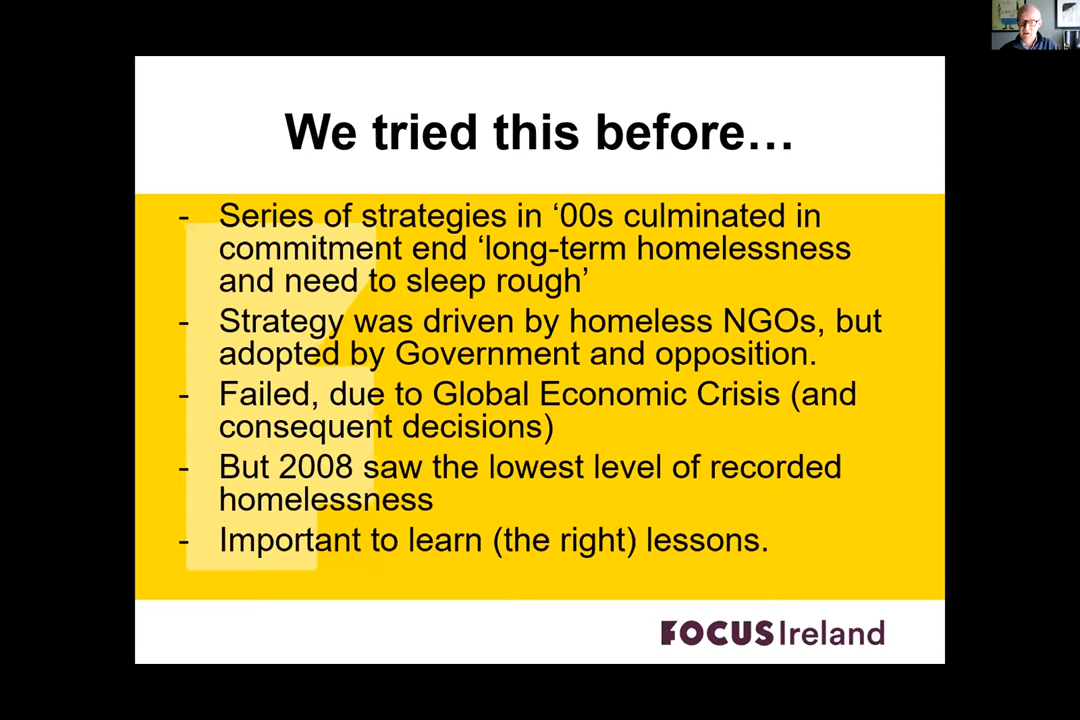 We tried this before…
- Series of strategies in ‘00s culminated in
commitment end ‘long-term homelessness
and need to sleep rough’
- Strategy was driven by homeless NGOs, but
adopted by Government and opposition.
- Failed, due to Global Economic Crisis (and
consequent decisions)
- But 2008 saw the lowest level of recorded
homelessness
- Important to learn (the right) lessons.
FOCUSIreland